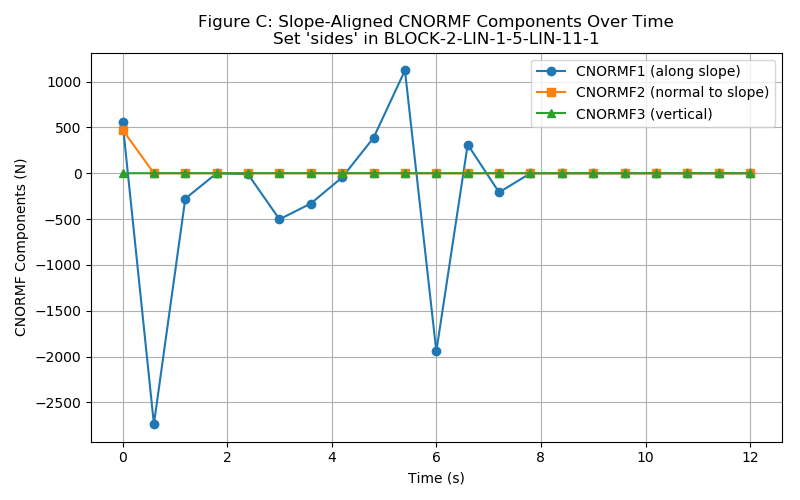 Figure C: Slope-Aligned CNORMF Components Over Time
Set 'sides' in BLOCK-2-LIN-1-5-LIN-11-1
CNORMF1 (along slope)
CNORMF2 (normal to slope)
CNORMF3 (vertical)
CNORMF Components (N)
1000
500
0
−500
−1000
−1500
−2000
−2500
0 2 4 6 8 10 12
Time (s)